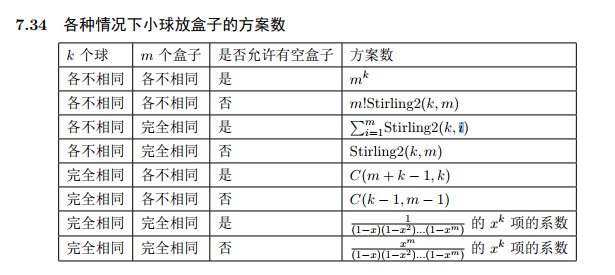 7.34 各种情况下小球放盒子的方案数
k 个球 m 个盒子 是否允许有空盒子 方案数
各不相同 各不相同 是 m^k
各不相同 各不相同 否 m!Stirling2(k, m)
各不相同 完全相同 是 \sum_{i=1}^{m} Stirling2(k, i)
各不相同 完全相同 否 Stirling2(k, m)
完全相同 各不相同 是 C(m + k − 1, k)
完全相同 各不相同 否 C(k − 1, m − 1)
完全相同 完全相同 是 \frac{1}{(1-x)(1-x^2)...(1-x^m)} 的 x^k 项的系数
完全相同 完全相同 否 \frac{x^m}{(1-x)(1-x^2)...(1-x^m)} 的 x^k 项的系数